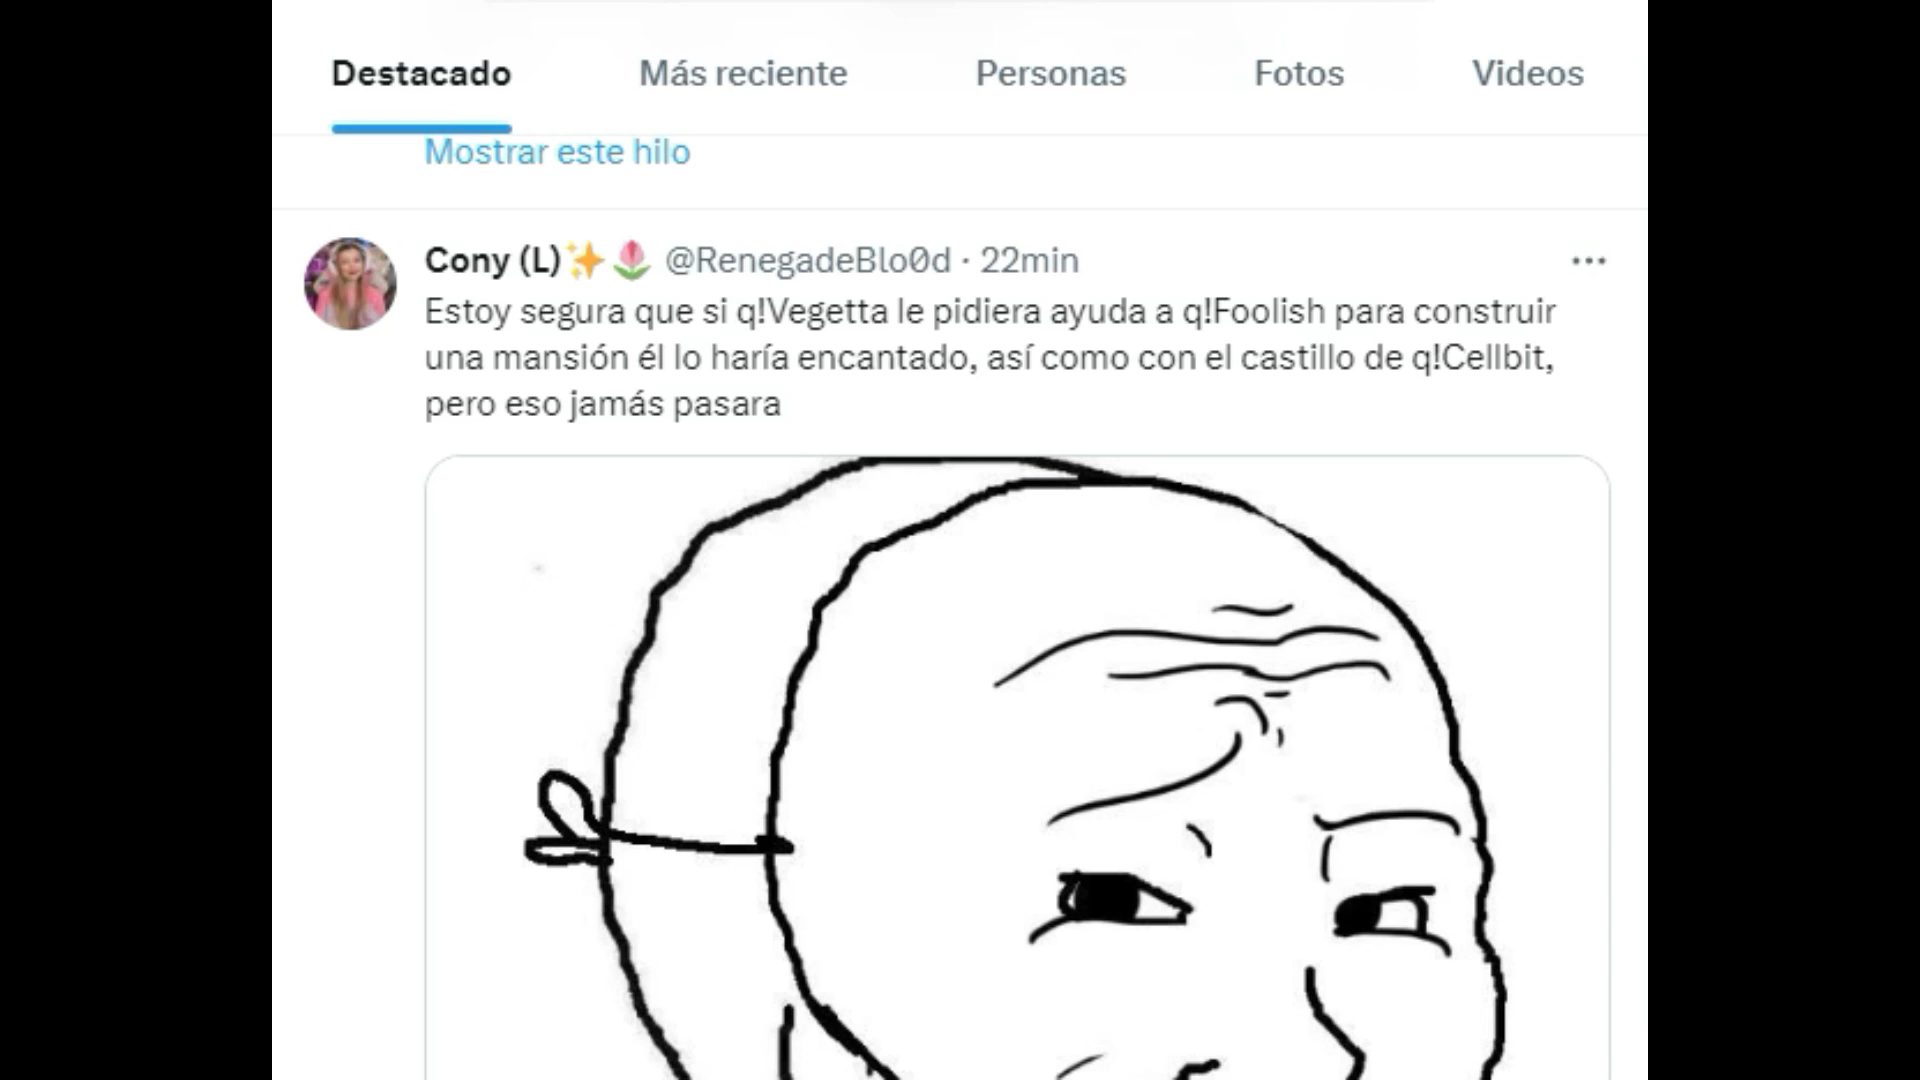 Destacado Más reciente Personas Fotos Videos
Mostrar este hilo
Cony (L)✨🌷 @RenegadeBlo0d · 22min
Estoy segura que si q!Vegetta le pidiera ayuda a q!Foolish para construir
una mansión él lo haría encantado, así como con el castillo de q!Cellbit,
pero eso jamás pasara